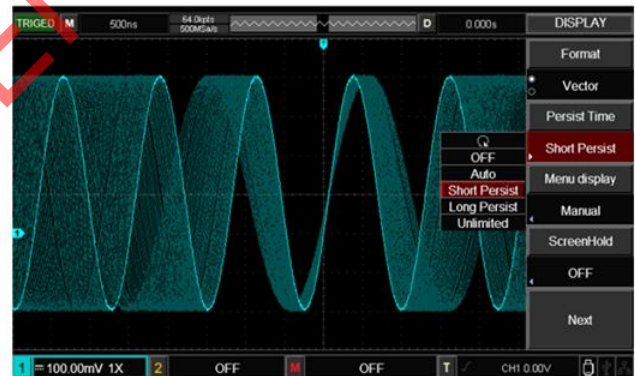 TRIGED M 500ns 64.0kpts D 0.000s DISPLAY
500MSa/s
Format
Vector
Persist Time
Short Persist
Menu display
Manual
ScreenHold
OFF
Next
OFF
Auto
Short Persist
Long Persist
Unlimited
1
1 100.00mV 1X 2 OFF M OFF T CH1 0.00V